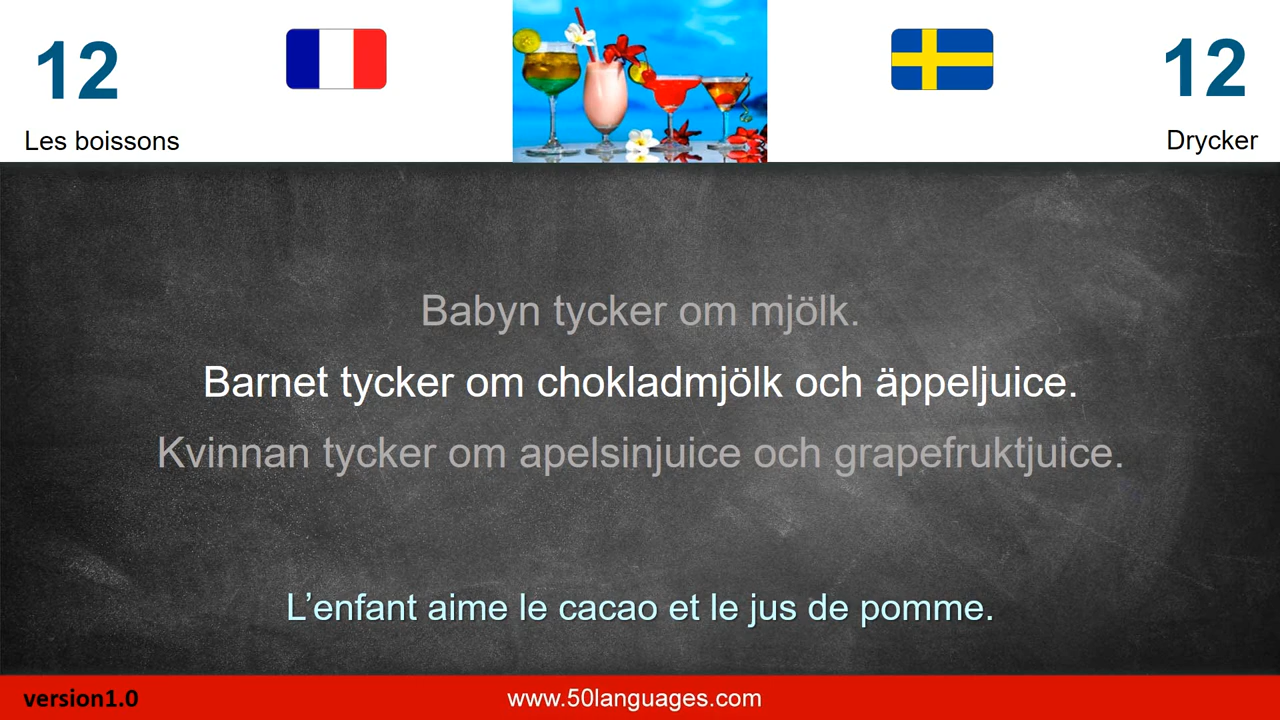 12
12
Les boissons
Drycker
Babyn tycker om mjölk.
Barnet tycker om chokladmjölk och äppeljuice.
Kvinnan tycker om apelsinjuice och grapefruktjuice.
L’enfant aime le cacao et le jus de pomme.
version1.0
www.50languages.com